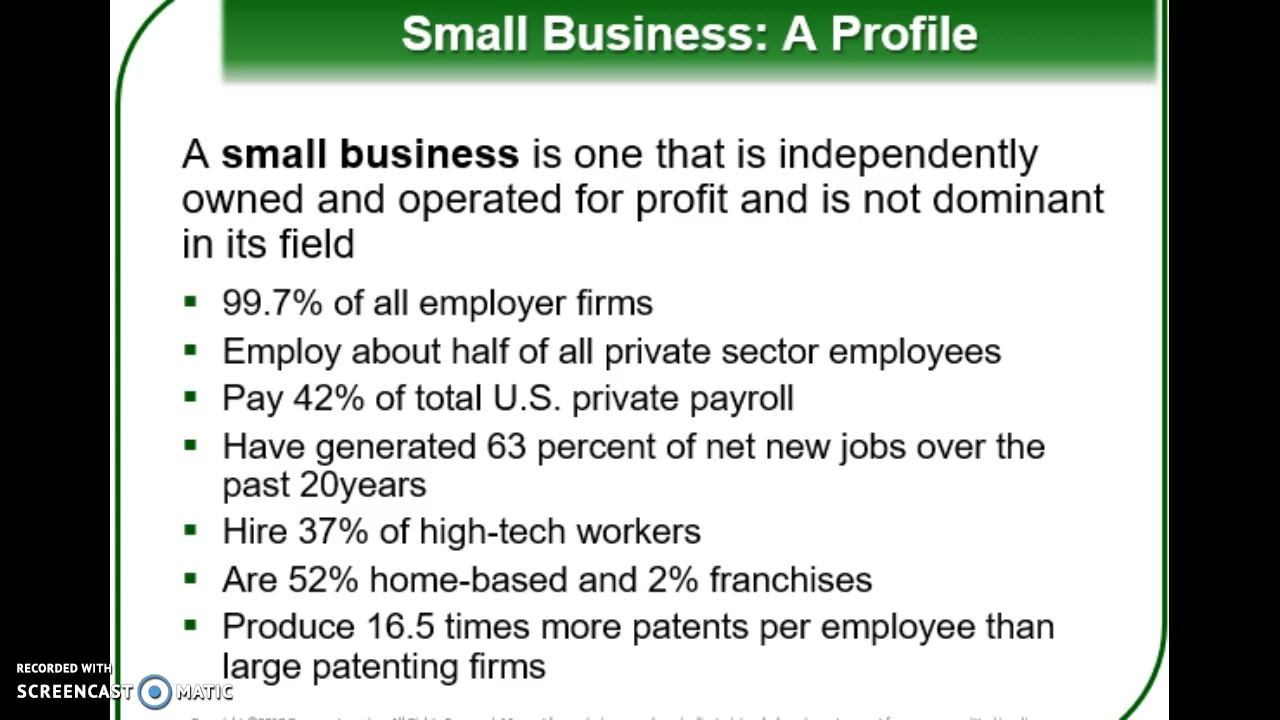 Small Business: A Profile
A small business is one that is independently
owned and operated for profit and is not dominant
in its field
▪ 99.7% of all employer firms
▪ Employ about half of all private sector employees
▪ Pay 42% of total U.S. private payroll
▪ Have generated 63 percent of net new jobs over the
past 20years
▪ Hire 37% of high-tech workers
▪ Are 52% home-based and 2% franchises
▪ Produce 16.5 times more patents per employee than
large patenting firms
RECORDED WITH
SCREENCAST MATIC